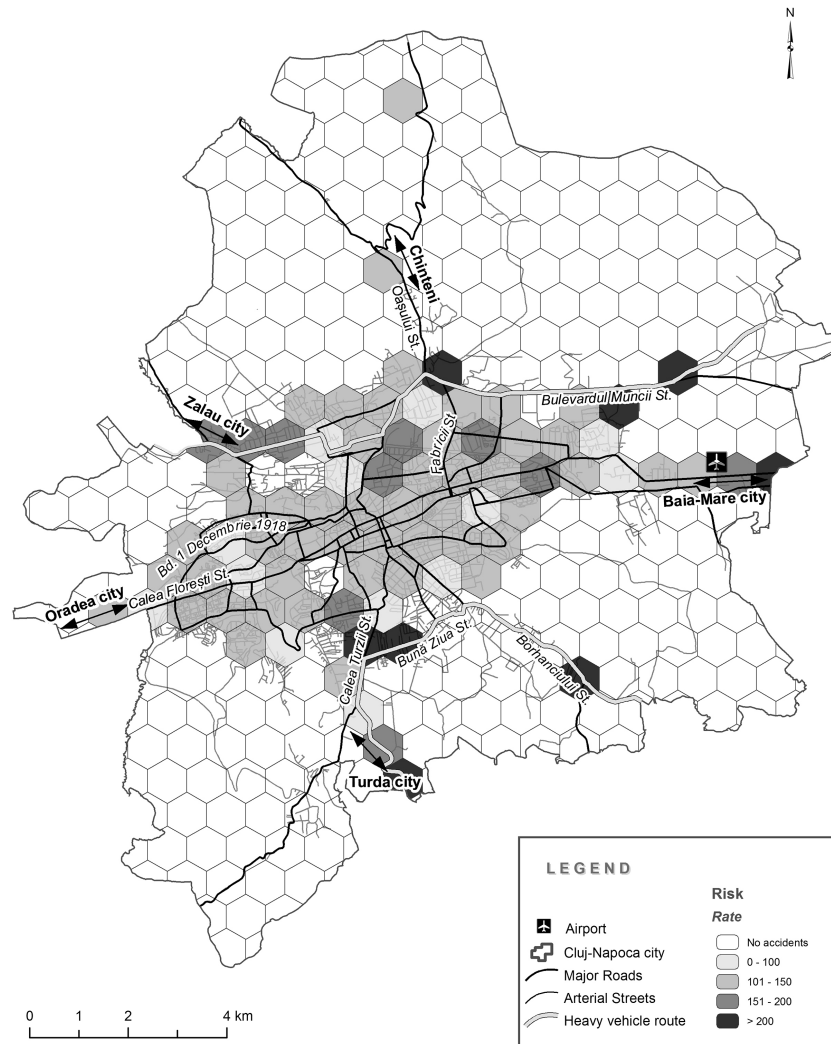 N
Chinteni
Oașului St.
Zalau city
Bulevardul Muncii St.
Fabricii St.
Baia-Mare city
Bd. 1 Decembrie 1918
Calea Florești St.
Oradea city
Calea Turzii St.
Bună Ziua St.
Borhanciului St.
Turda city
LEGEND
Airport
Cluj-Napoca city
Major Roads
Arterial Streets
Heavy vehicle route
Risk
Rate
No accidents
0 - 100
101 - 150
151 - 200
> 200
0 1 2 4 km